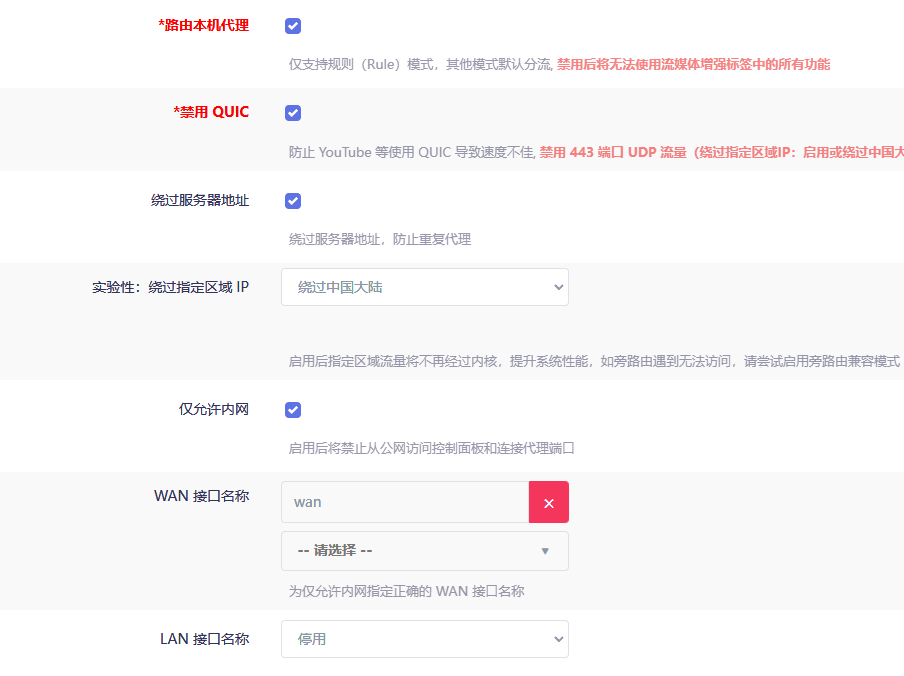 *路由本机代理
仅支持规则（Rule）模式，其他模式默认分流, 禁用后将无法使用流媒体增强标签中的所有功能
*禁用 QUIC
防止 YouTube 等使用 QUIC 导致速度不佳, 禁用 443 端口 UDP 流量（绕过指定区域IP：启用或绕过中国大
绕过服务器地址
绕过服务器地址，防止重复代理
实验性：绕过指定区域 IP
绕过中国大陆
启用后指定区域流量将不再经过内核，提升系统性能，如旁路由遇到无法访问，请尝试启用旁路由兼容模式
仅允许内网
启用后将禁止从公网访问控制面板和连接代理端口
WAN 接口名称
wan
×
-- 请选择 --
为仅允许内网指定正确的 WAN 接口名称
LAN 接口名称
停用